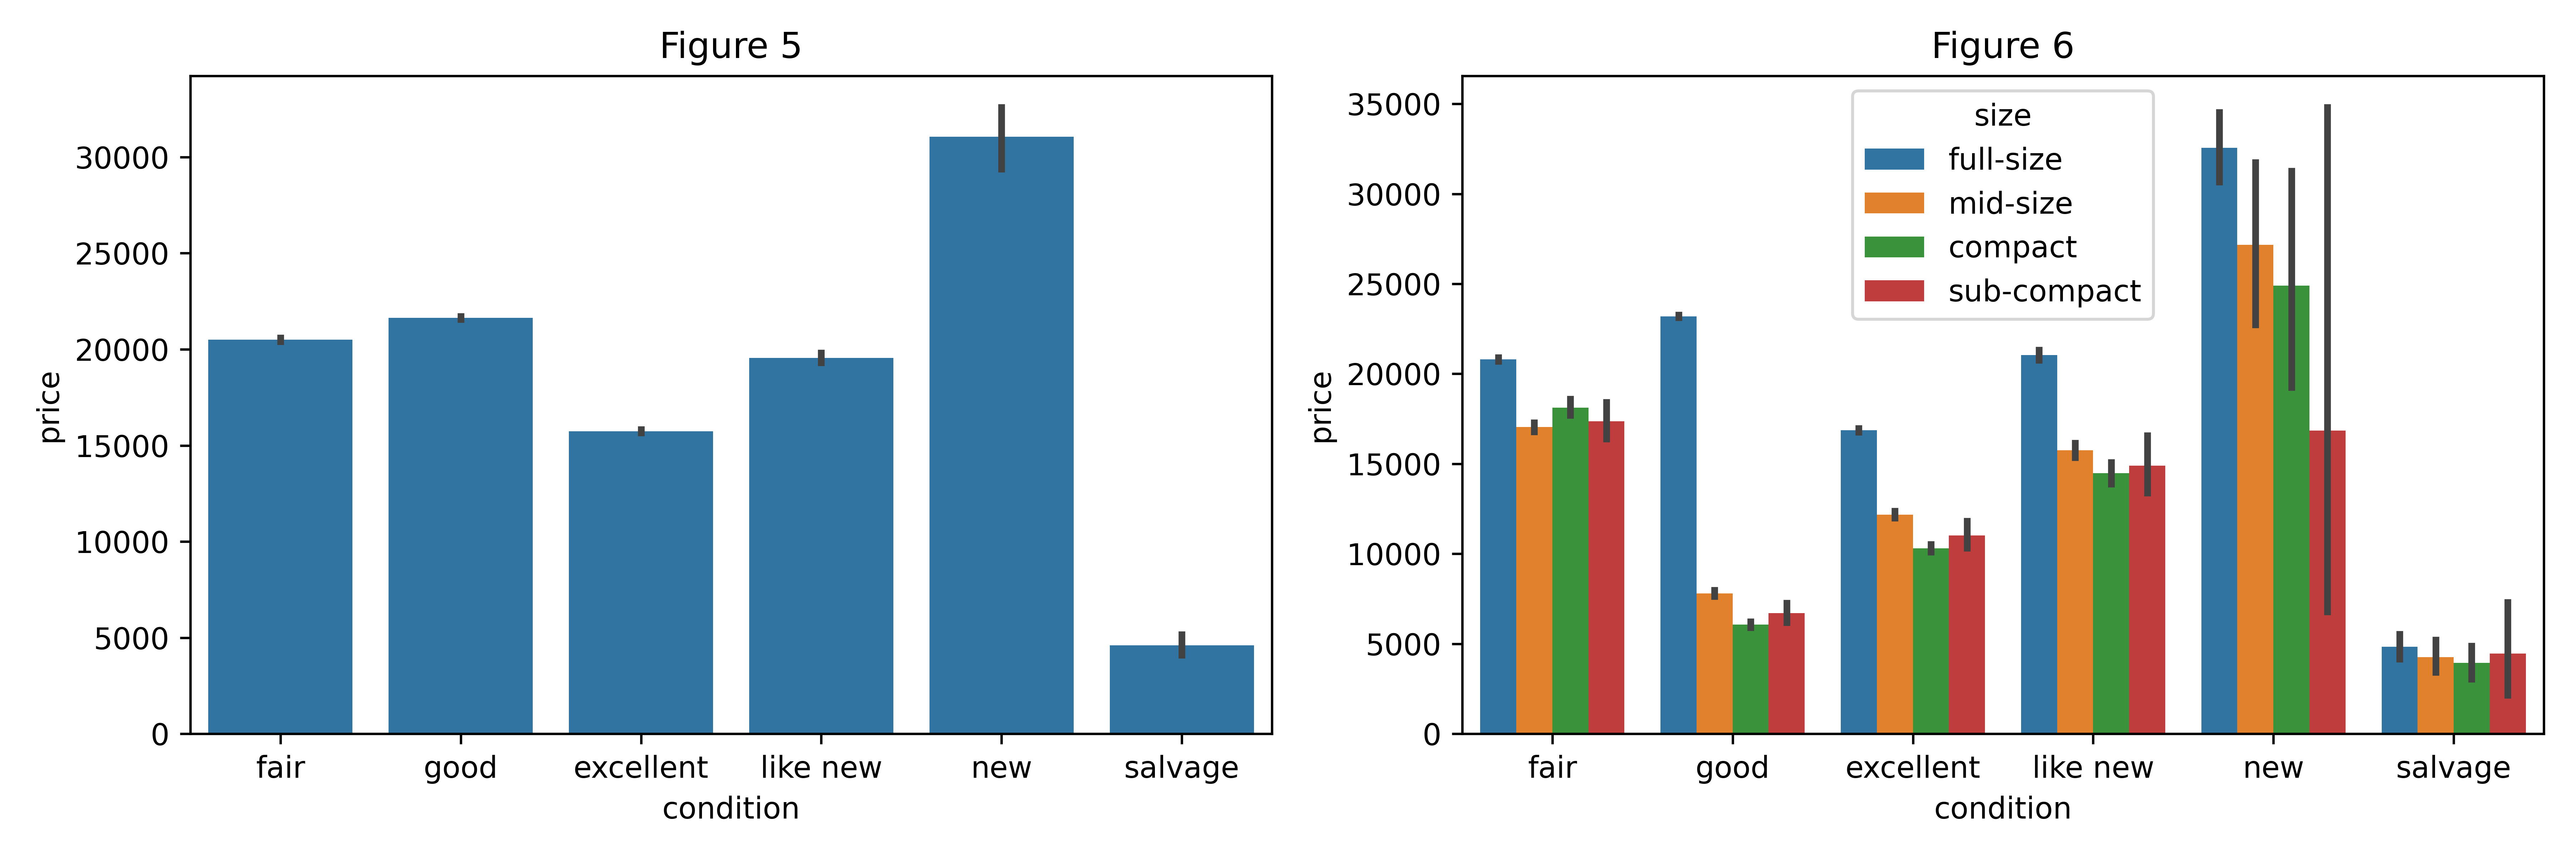 Figure 5
price
30000
25000
20000
15000
10000
5000
0
fair good excellent like new new salvage
condition
Figure 6
price
35000
30000
25000
20000
15000
10000
5000
0
size
full-size
mid-size
compact
sub-compact
fair good excellent like new new salvage
condition